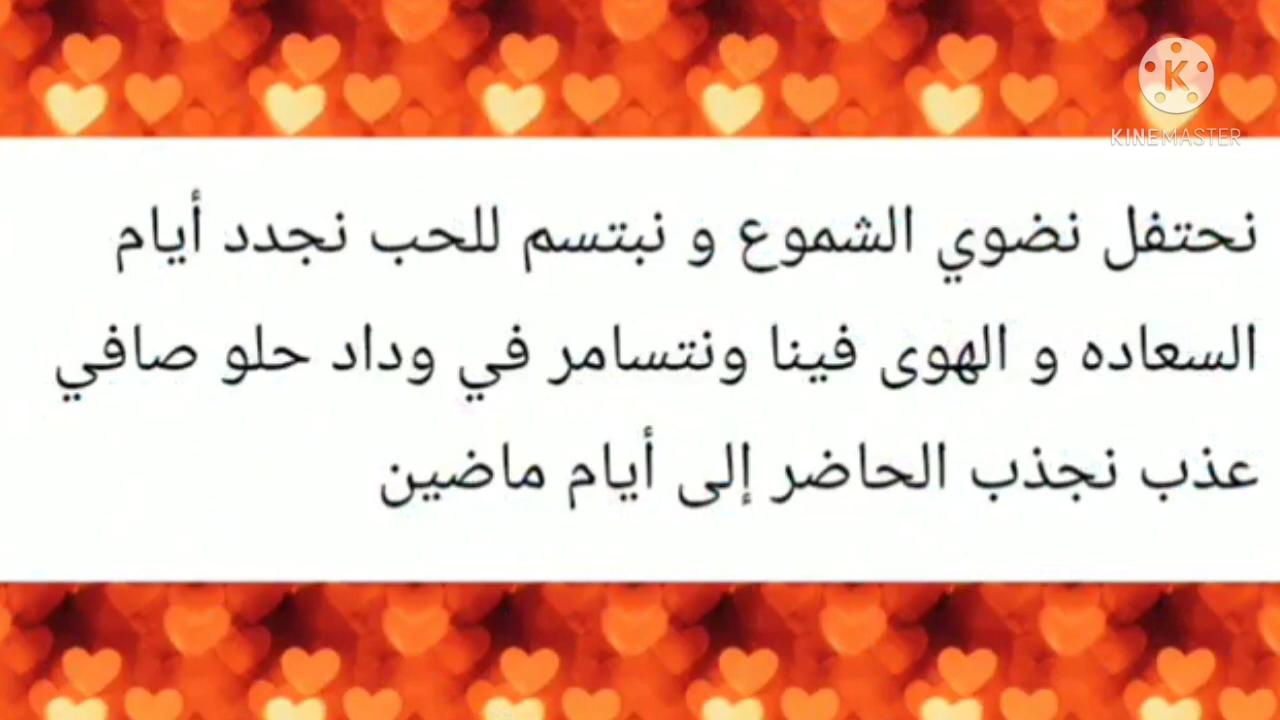 KINEMASTER
نحتفل نضوي الشموع و نبتسم للحب نجدد أيام
السعاده و الهوى فينا ونتسامر في وداد حلو صافي
عذب نجذب الحاضر إلى أيام ماضين